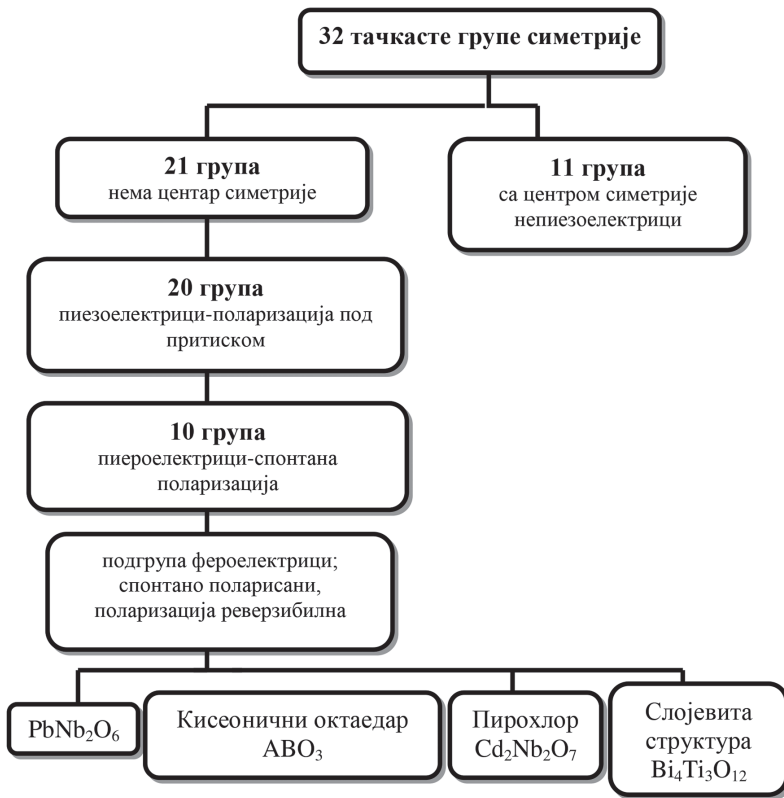 32 тачкасте групе симетрије
21 група
нема центар симетрије
11 група
са центром симетрије
непиезоелектрици
20 група
пиезоелектрици-поларизација под
притиском
10 група
пиероелектрици-спонтана
поларизација
подгрупа фероелектрици;
спонтано поларисани,
поларизација реверзибилна
PbNb₂O₆
Кисеонични октаедар
ABO₃
Пирохлор
Cd₂Nb₂O₇
Слојевита
структура
Bi₄Ti₃O₁₂